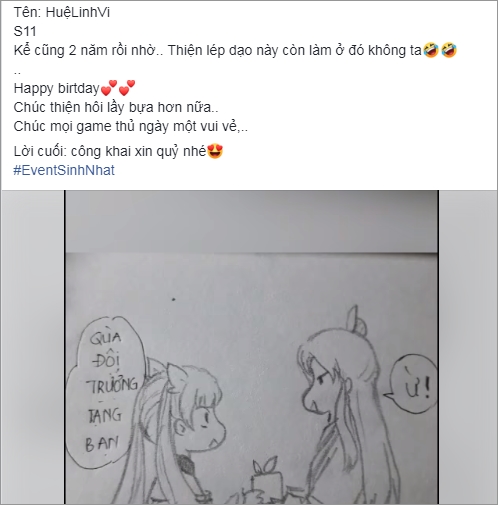 Tên: HuệLinhVi
S11
Kể cũng 2 năm rồi nhờ.. Thiện lép dạo này còn làm ở đó không ta🤣🤣
..
Happy birtday💕💕
Chúc thiện hôi lầy bựa hơn nữa..
Chúc mọi game thủ ngày một vui vẻ,..
Lời cuối: công khai xin quỷ nhé😍
#EventSinhNhat
QÙA
ĐỘI
TRƯỞNG
TẶNG
BẠN
Ừ!